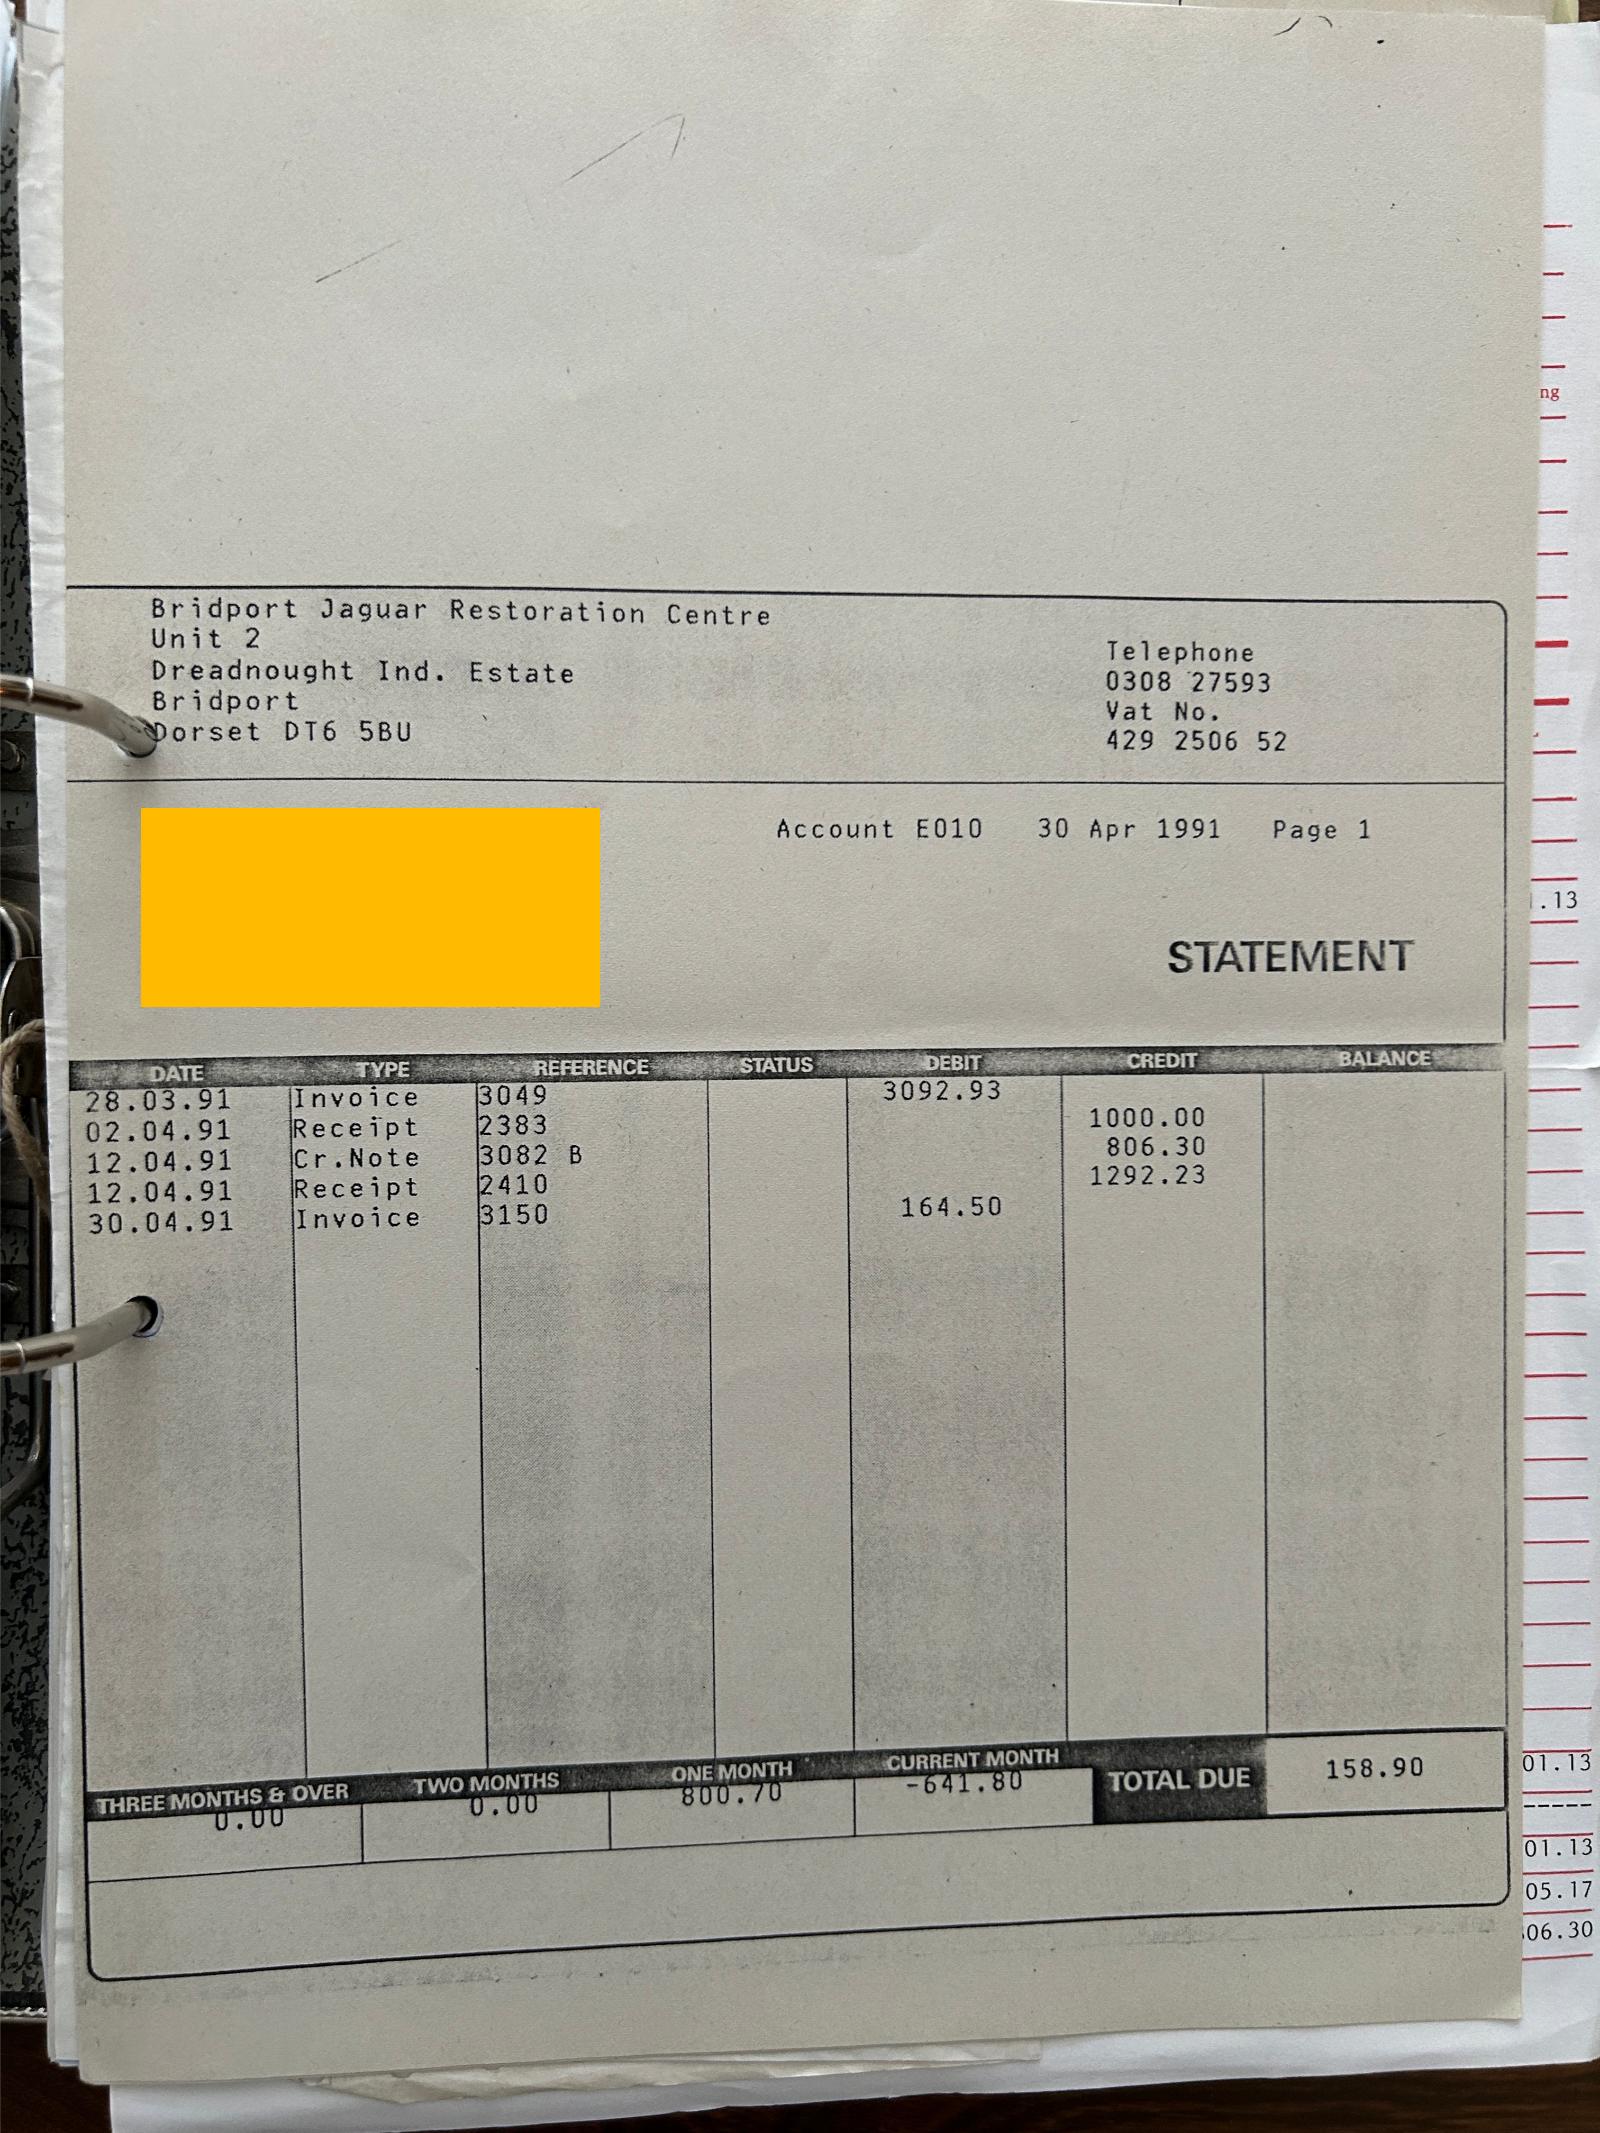 Bridport Jaguar Restoration Centre
Unit 2
Dreadnought Ind. Estate
Bridport
Dorset DT6 5BU
Telephone
0308 27593
Vat No.
429 2506 52
Account E010 30 Apr 1991 Page 1
STATEMENT
DATE TYPE REFERENCE STATUS DEBIT CREDIT BALANCE
28.03.91 Invoice 3049 3092.93
02.04.91 Receipt 2383 1000.00
12.04.91 Cr.Note 3082 B 806.30
12.04.91 Receipt 2410 1292.23
30.04.91 Invoice 3150 164.50
THREE MONTHS & OVER TWO MONTHS ONE MONTH CURRENT MONTH TOTAL DUE 158.90
0.00 0.00 800.70 -641.80
ng
.13
01.13
-----
01.13
05.17
06.30